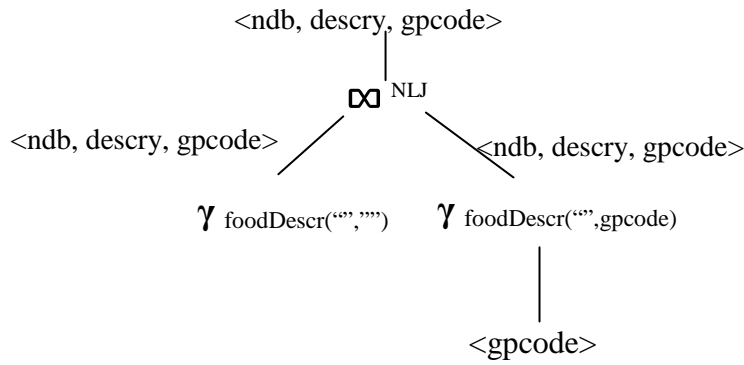 <ndb, descry, gpcode>
⋈ NLJ
<ndb, descry, gpcode>
<ndb, descry, gpcode>
γ foodDescr(“”,””)
γ foodDescr(“”,gpcode)
<gpcode>